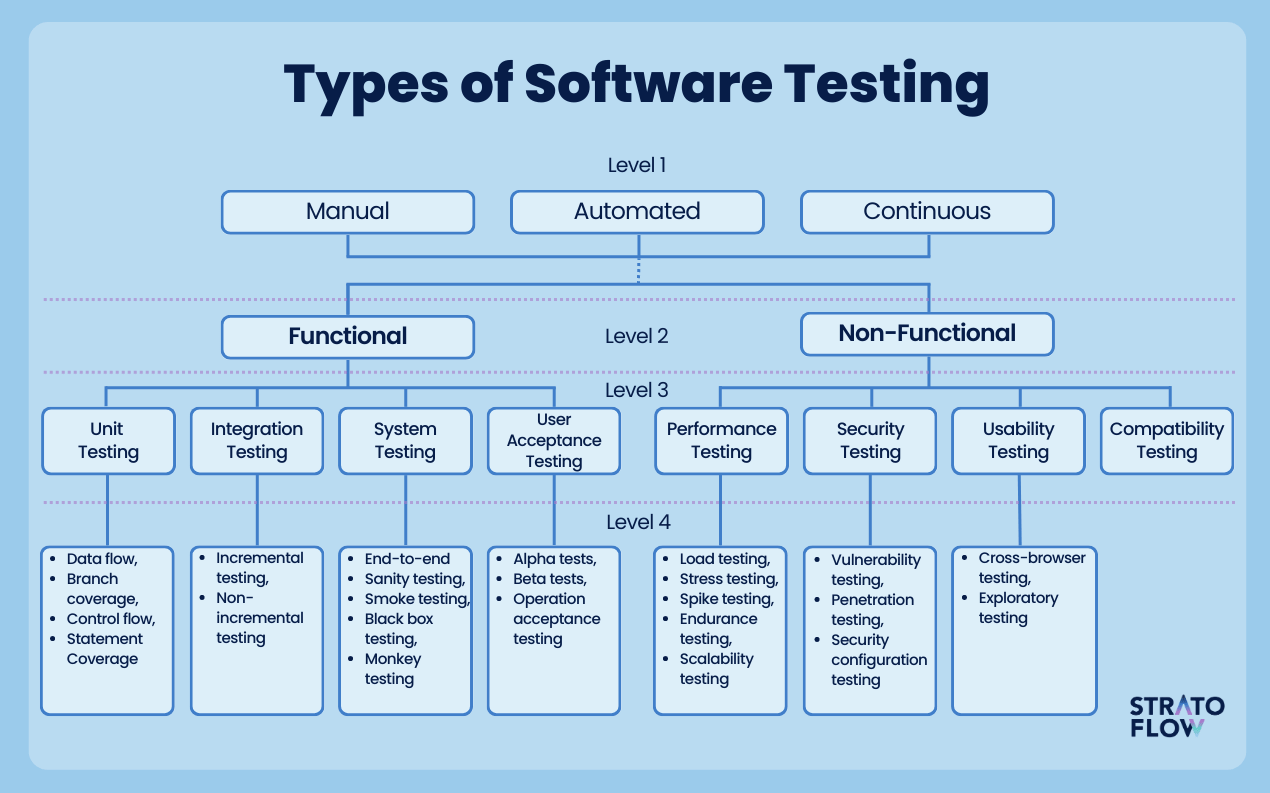 Types of Software Testing
Level 1
Manual
Automated
Continuous
Functional
Level 2
Non-Functional
Level 3
Unit
Testing
Integration
Testing
System
Testing
User
Acceptance
Testing
Performance
Testing
Security
Testing
Usability
Testing
Compatibility
Testing
Level 4
• Data flow,
• Branch
coverage,
• Control flow,
• Statement
Coverage
• Incremental
testing,
• Non-
incremental
testing
• End-to-end
• Sanity testing,
• Smoke testing,
• Black box
testing,
• Monkey
testing
• Alpha tests,
• Beta tests,
• Operation
acceptance
testing
• Load testing,
• Stress testing,
• Spike testing,
• Endurance
testing,
• Scalability
testing
• Vulnerability
testing,
• Penetration
testing,
• Security
configuration
testing
• Cross-browser
testing,
• Exploratory
testing
STRATO
FLOW